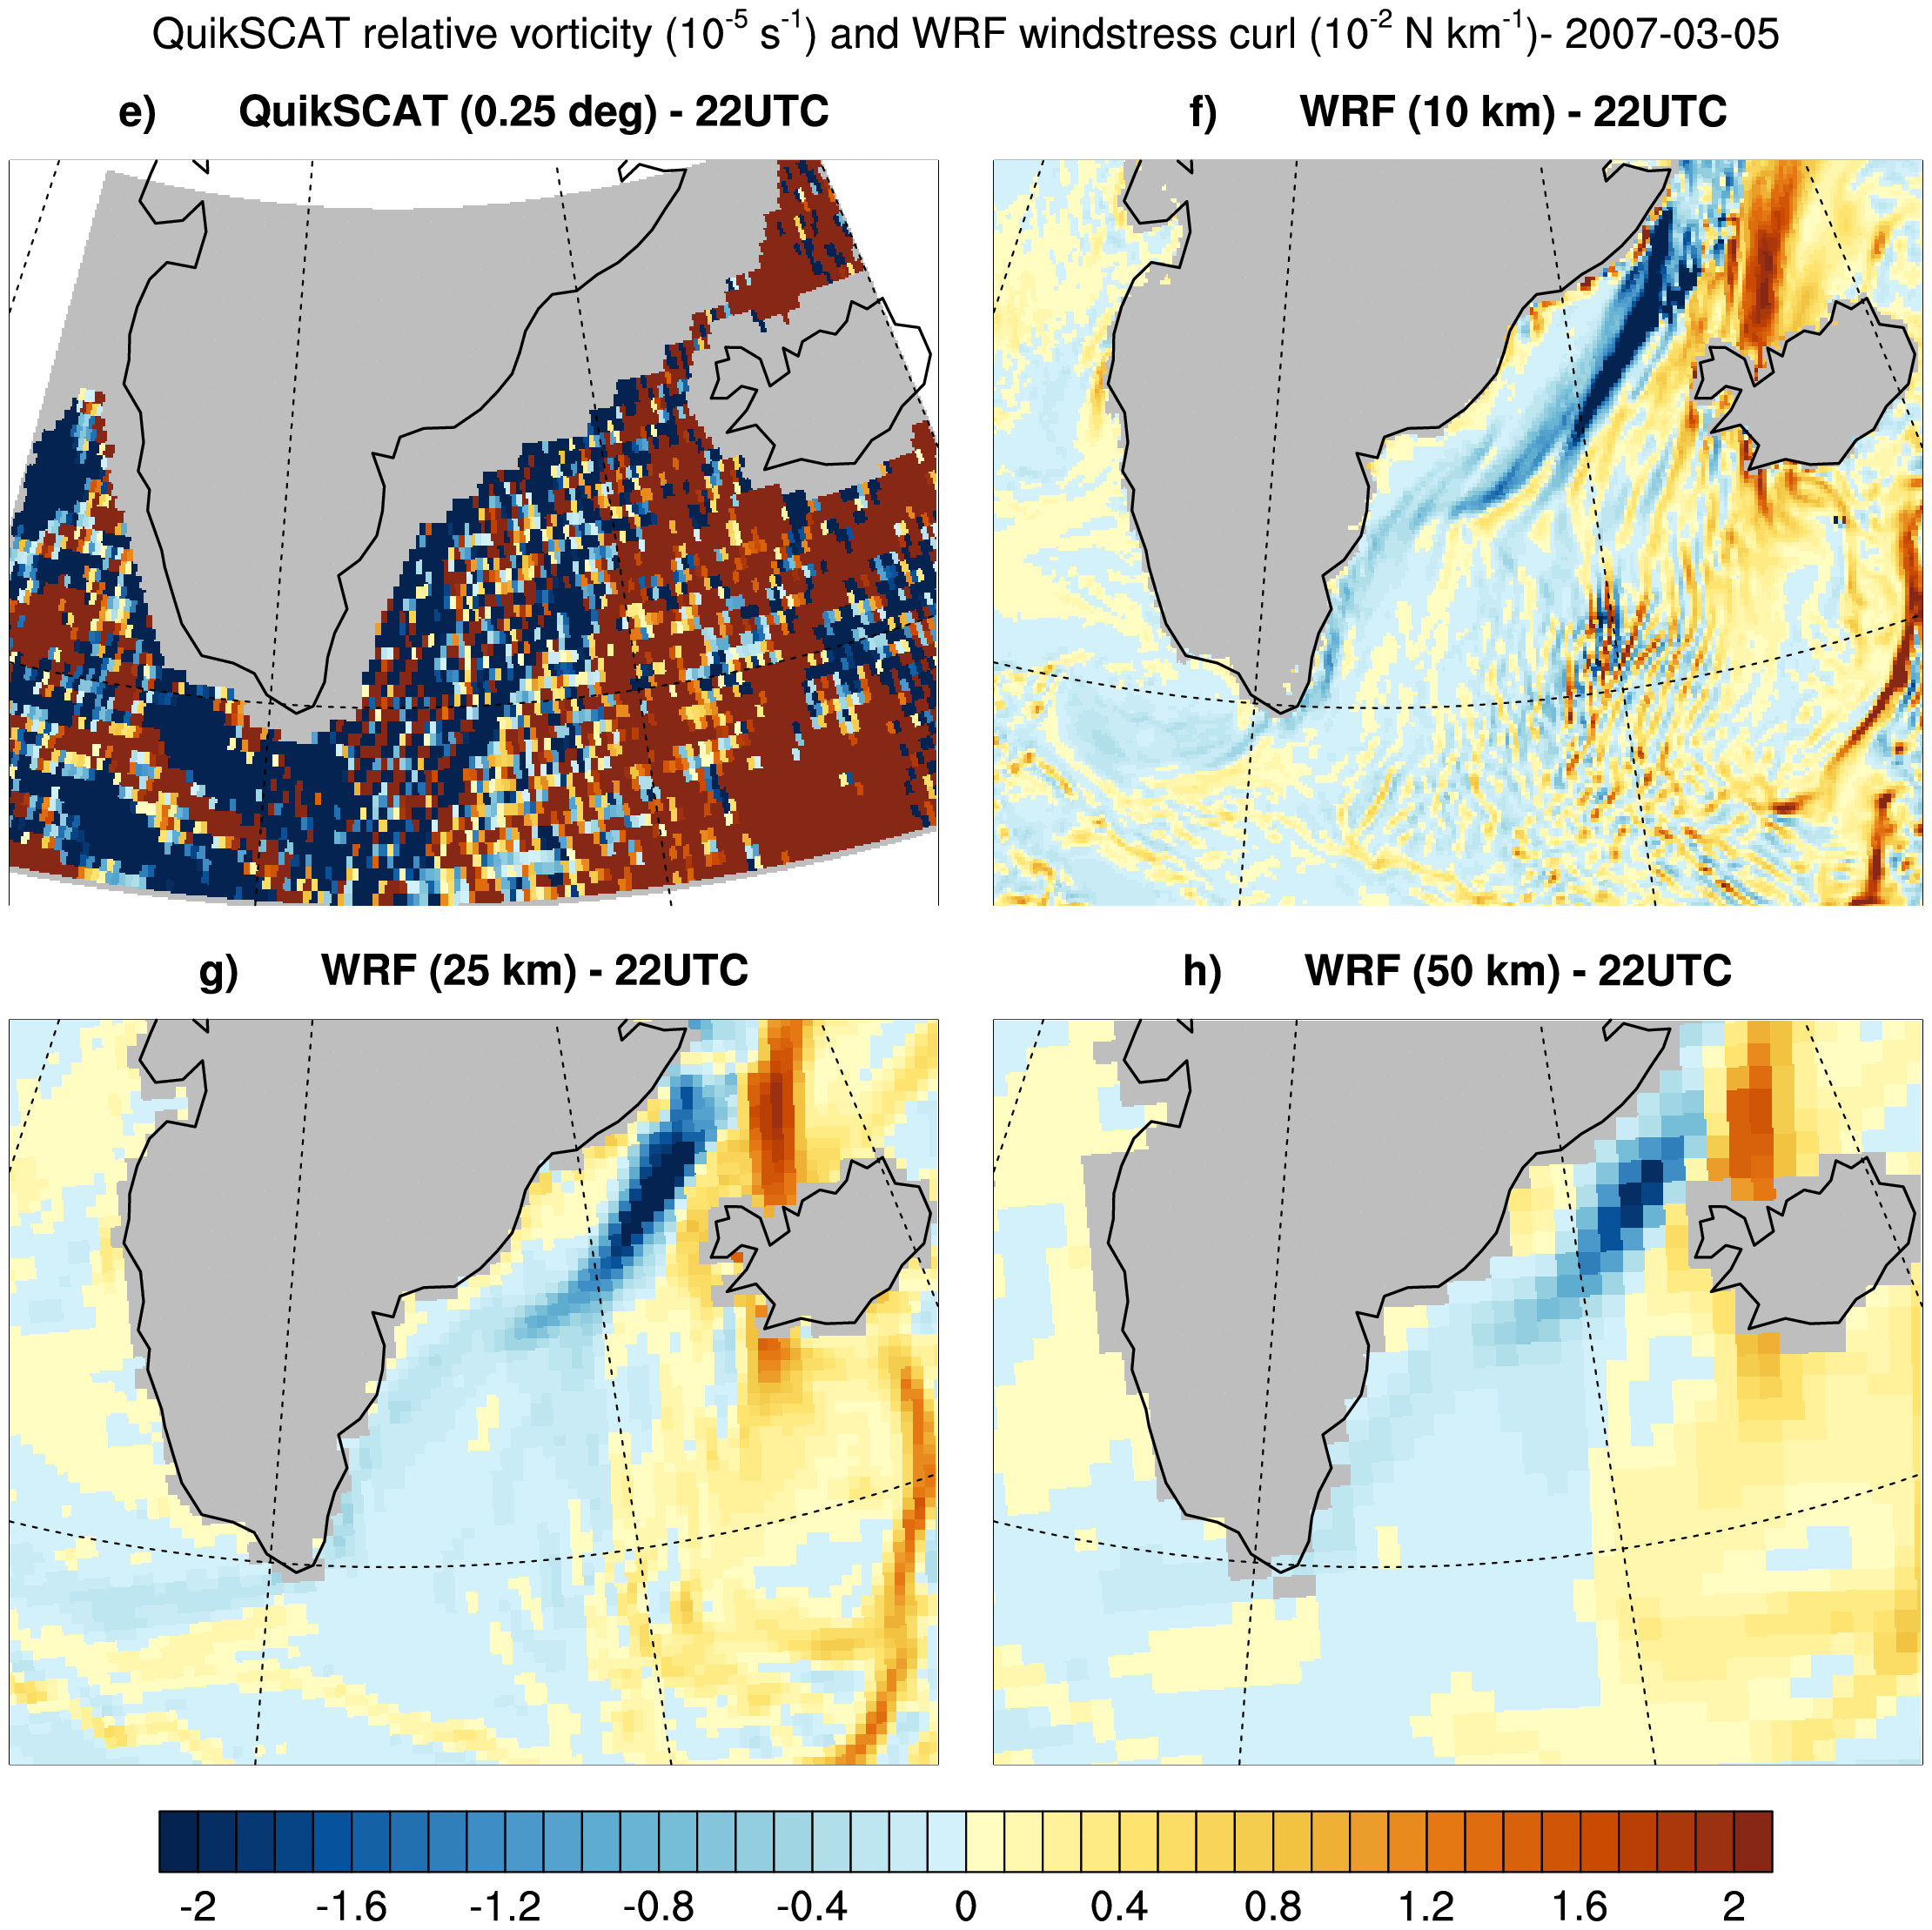 QuikSCAT relative vorticity (10⁻⁵ s⁻¹) and WRF windstress curl (10⁻² N km⁻¹)- 2007-03-05
e) QuikSCAT (0.25 deg) - 22UTC
f) WRF (10 km) - 22UTC
g) WRF (25 km) - 22UTC
h) WRF (50 km) - 22UTC
-2 -1.6 -1.2 -0.8 -0.4 0 0.4 0.8 1.2 1.6 2